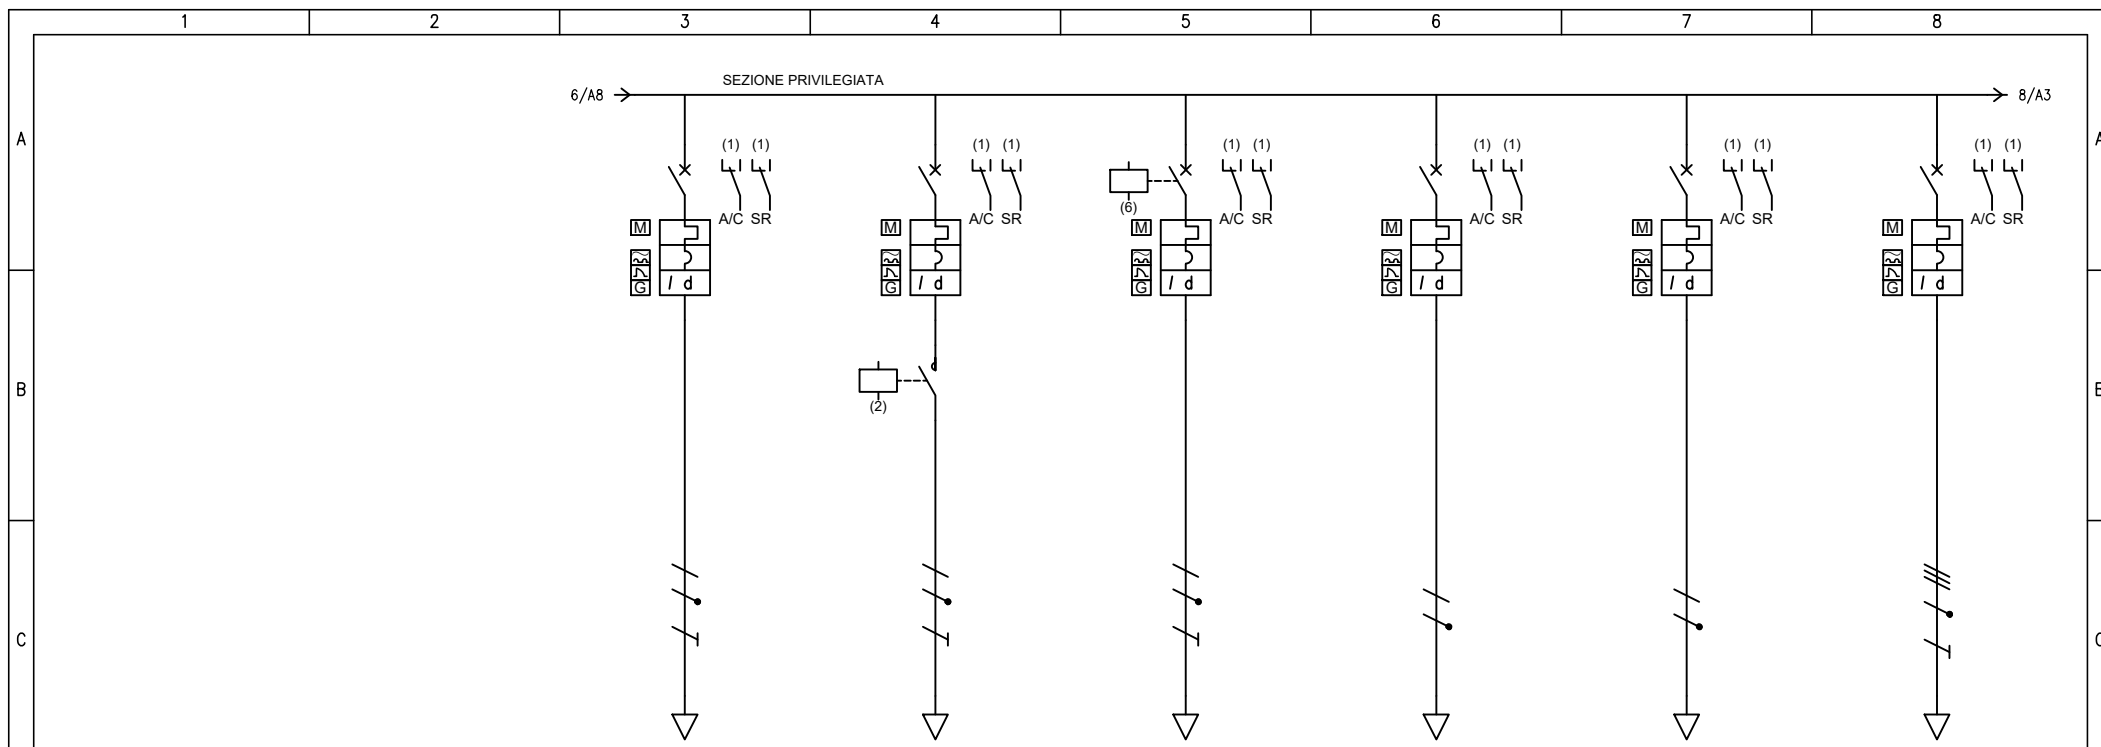 1 2 3 4 5 6 7 8
SEZIONE PRIVILEGIATA
6/A8 8/A3
A A
(1) (1) (1) (1) (1) (1) (1) (1) (1) (1) (1) (1)
(6)
A/C SR A/C SR A/C SR A/C SR A/C SR A/C SR
M M M M M M
I d I d I d I d I d I d
G G G G G G
B B
(2)
C C